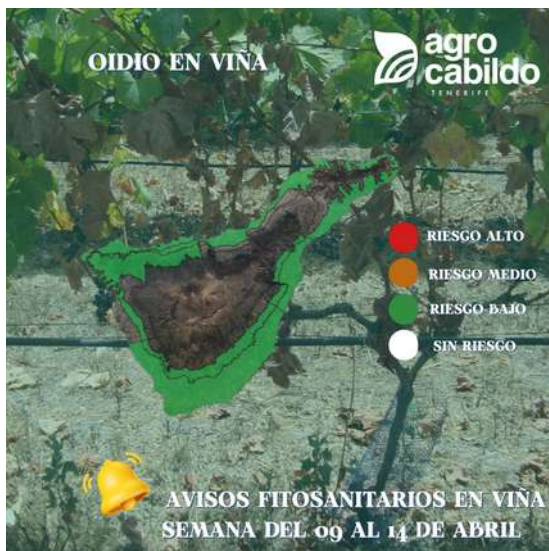 OIDIO EN VIÑA
agro
cabildo
TENERIFE
RIESGO ALTO
RIESGO MEDIO
RIESGO BAJO
SIN RIESGO
AVISOS FITOSANITARIOS EN VIÑA
SEMANA DEL 09 AL 14 DE ABRIL